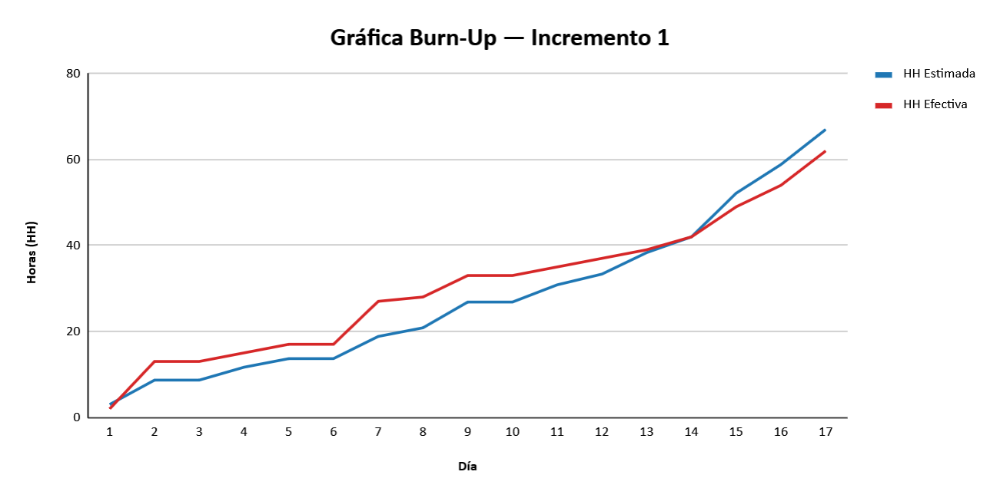 Gráfica Burn-Up — Incremento 1
HH Estimada
HH Efectiva
Horas (HH)
80
60
40
20
0
1 2 3 4 5 6 7 8 9 10 11 12 13 14 15 16 17
Día